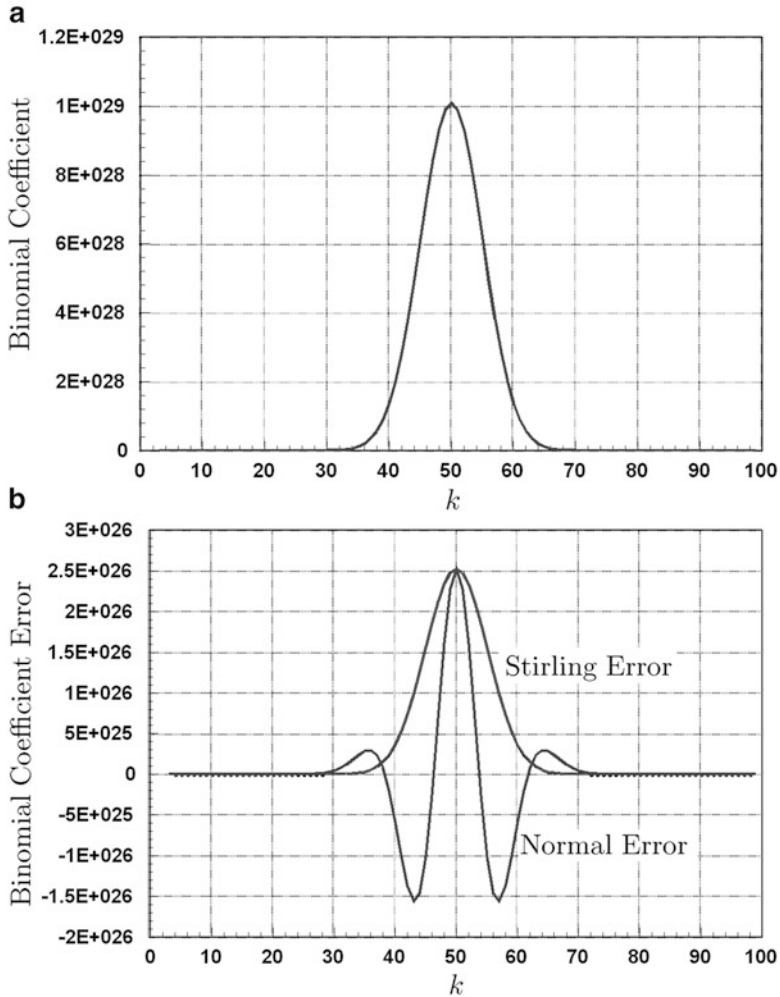 a
1.2E+029
1E+029
8E+028
6E+028
4E+028
2E+028
0
Binomial Coefficient
0 10 20 30 40 50 60 70 80 90 100
k
b
3E+026
2.5E+026
2E+026
1.5E+026
1E+026
5E+025
0
-5E+025
-1E+026
-1.5E+026
-2E+026
Binomial Coefficient Error
Stirling Error
Normal Error
0 10 20 30 40 50 60 70 80 90 100
k